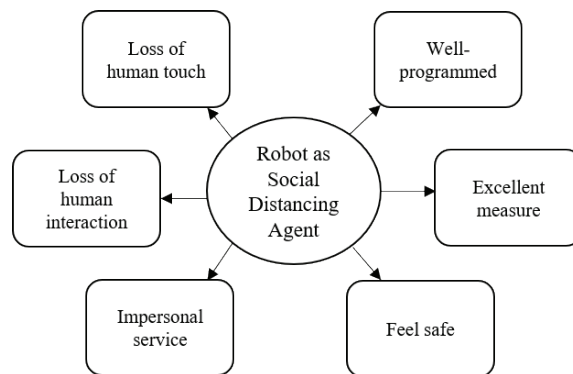 Loss of
human touch
Well-
programmed
Robot as
Social
Distancing
Agent
Loss of
human
interaction
Excellent
measure
Impersonal
service
Feel safe